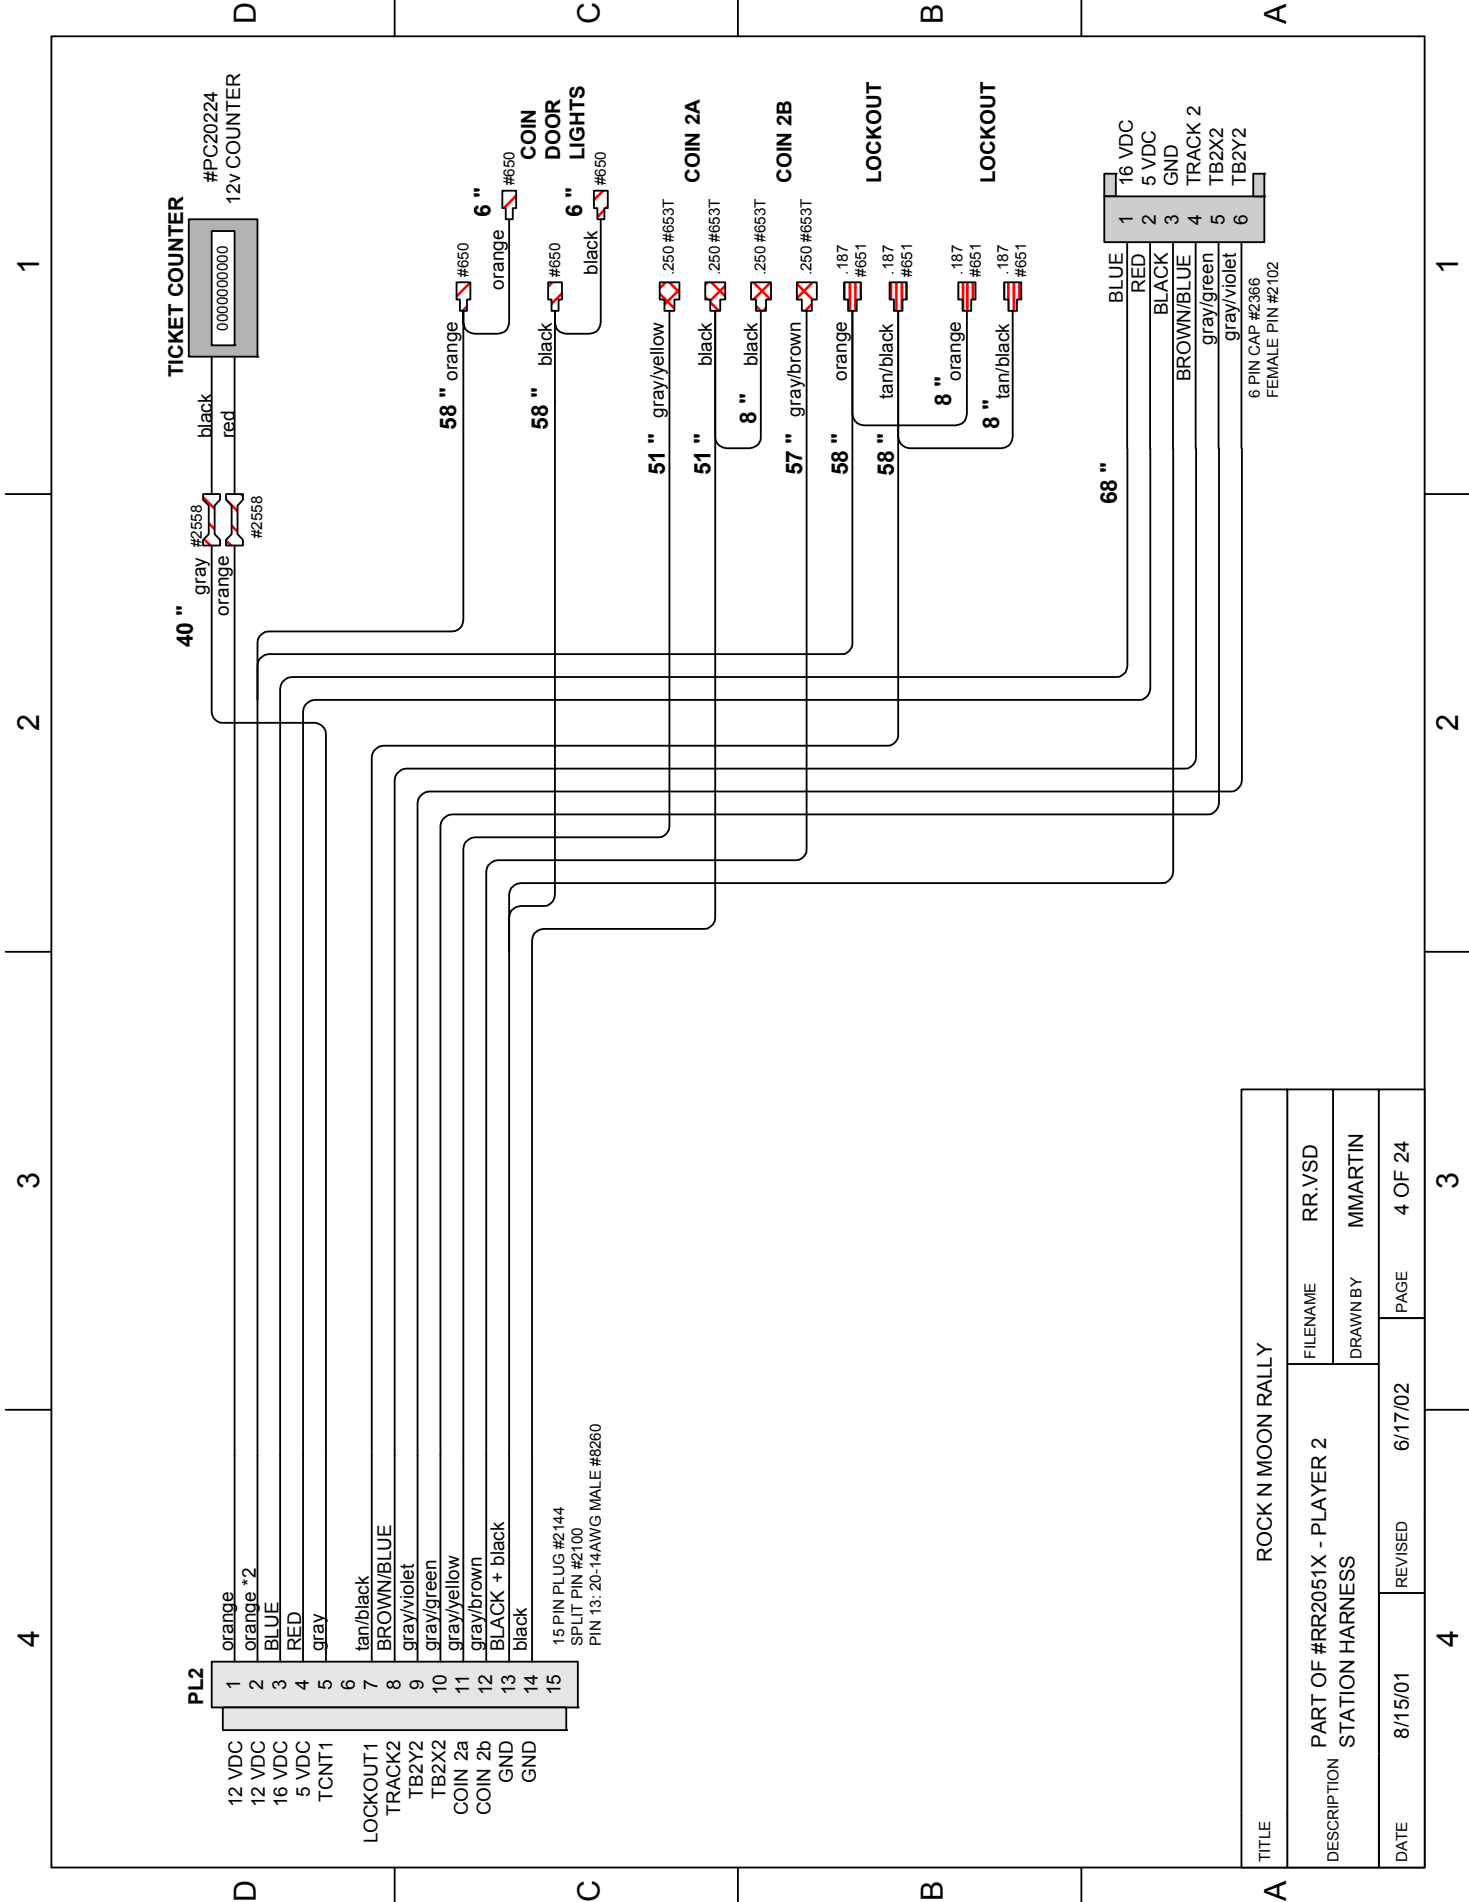 4
3
2
1
D
C
B
A
TICKET COUNTER
#PC20224
12v COUNTER
0000000000
black
red
#2558
#2558
40 "
gray
orange
PL2
12 VDC 1 orange
12 VDC 2 orange *2
16 VDC 3 BLUE
5 VDC 4 RED
TCNT1 5 gray
6
LOCKOUT1 7 tan/black
TRACK2 8 BROWN/BLUE
TB2Y2 9 gray/violet
TB2X2 10 gray/green
COIN 2a 11 gray/yellow
COIN 2b 12 gray/brown
GND 13 BLACK + black
GND 14 black
15
15 PIN PLUG #2144
SPLIT PIN #2100
PIN 13: 20-14AWG MALE #8260
58 " orange #650
orange 6 " #650
COIN
DOOR
LIGHTS
58 " black #650
black 6 " #650
51 " gray/yellow .250 #653T
COIN 2A
51 " black .250 #653T
8 " black .250 #653T
COIN 2B
57 " gray/brown .250 #653T
58 " orange .187
#651
LOCKOUT
58 " tan/black .187
#651
8 " orange .187
#651
LOCKOUT
8 " tan/black .187
#651
68 "
BLUE 1 16 VDC
RED 2 5 VDC
BLACK 3 GND
BROWN/BLUE 4 TRACK 2
gray/green 5 TB2X2
gray/violet 6 TB2Y2
6 PIN CAP #2366
FEMALE PIN #2102
TITLE ROCK N MOON RALLY
DESCRIPTION PART OF #RR2051X - PLAYER 2
STATION HARNESS
FILENAME RR.VSD
DRAWN BY MMARTIN
DATE 8/15/01 REVISED 6/17/02 PAGE 4 OF 24
D
C
B
A
4
3
2
1